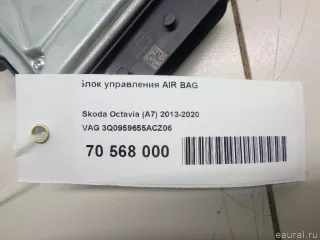 Блок управления AIR BAG
Skoda Octavia (A7) 2013-2020
VAG 3Q0959655ACZ06
70 568 000
eaural.ru